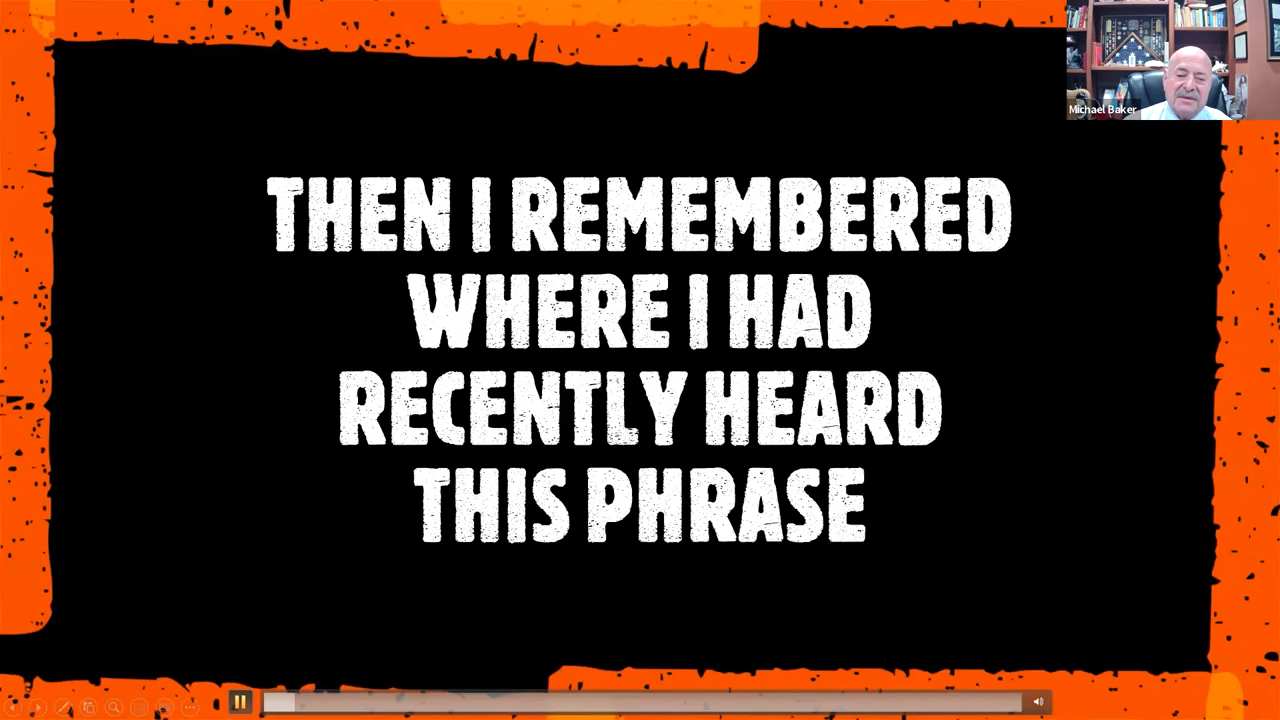 Michael Baker
THEN I REMEMBERED
WHERE I HAD
RECENTLY HEARD
THIS PHRASE